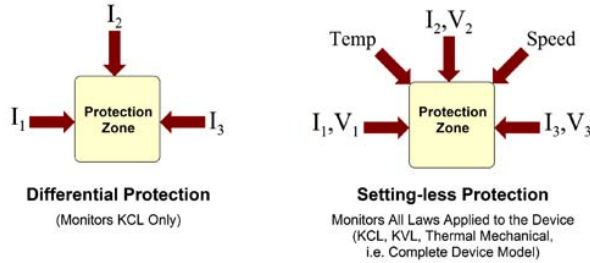 I2
Protection
Zone
I1
I3
Differential Protection
(Monitors KCL Only)
Temp
I2,V2
Speed
Protection
Zone
I1,V1
I3,V3
Setting-less Protection
Monitors All Laws Applied to the Device
(KCL, KVL, Thermal Mechanical,
i.e. Complete Device Model)